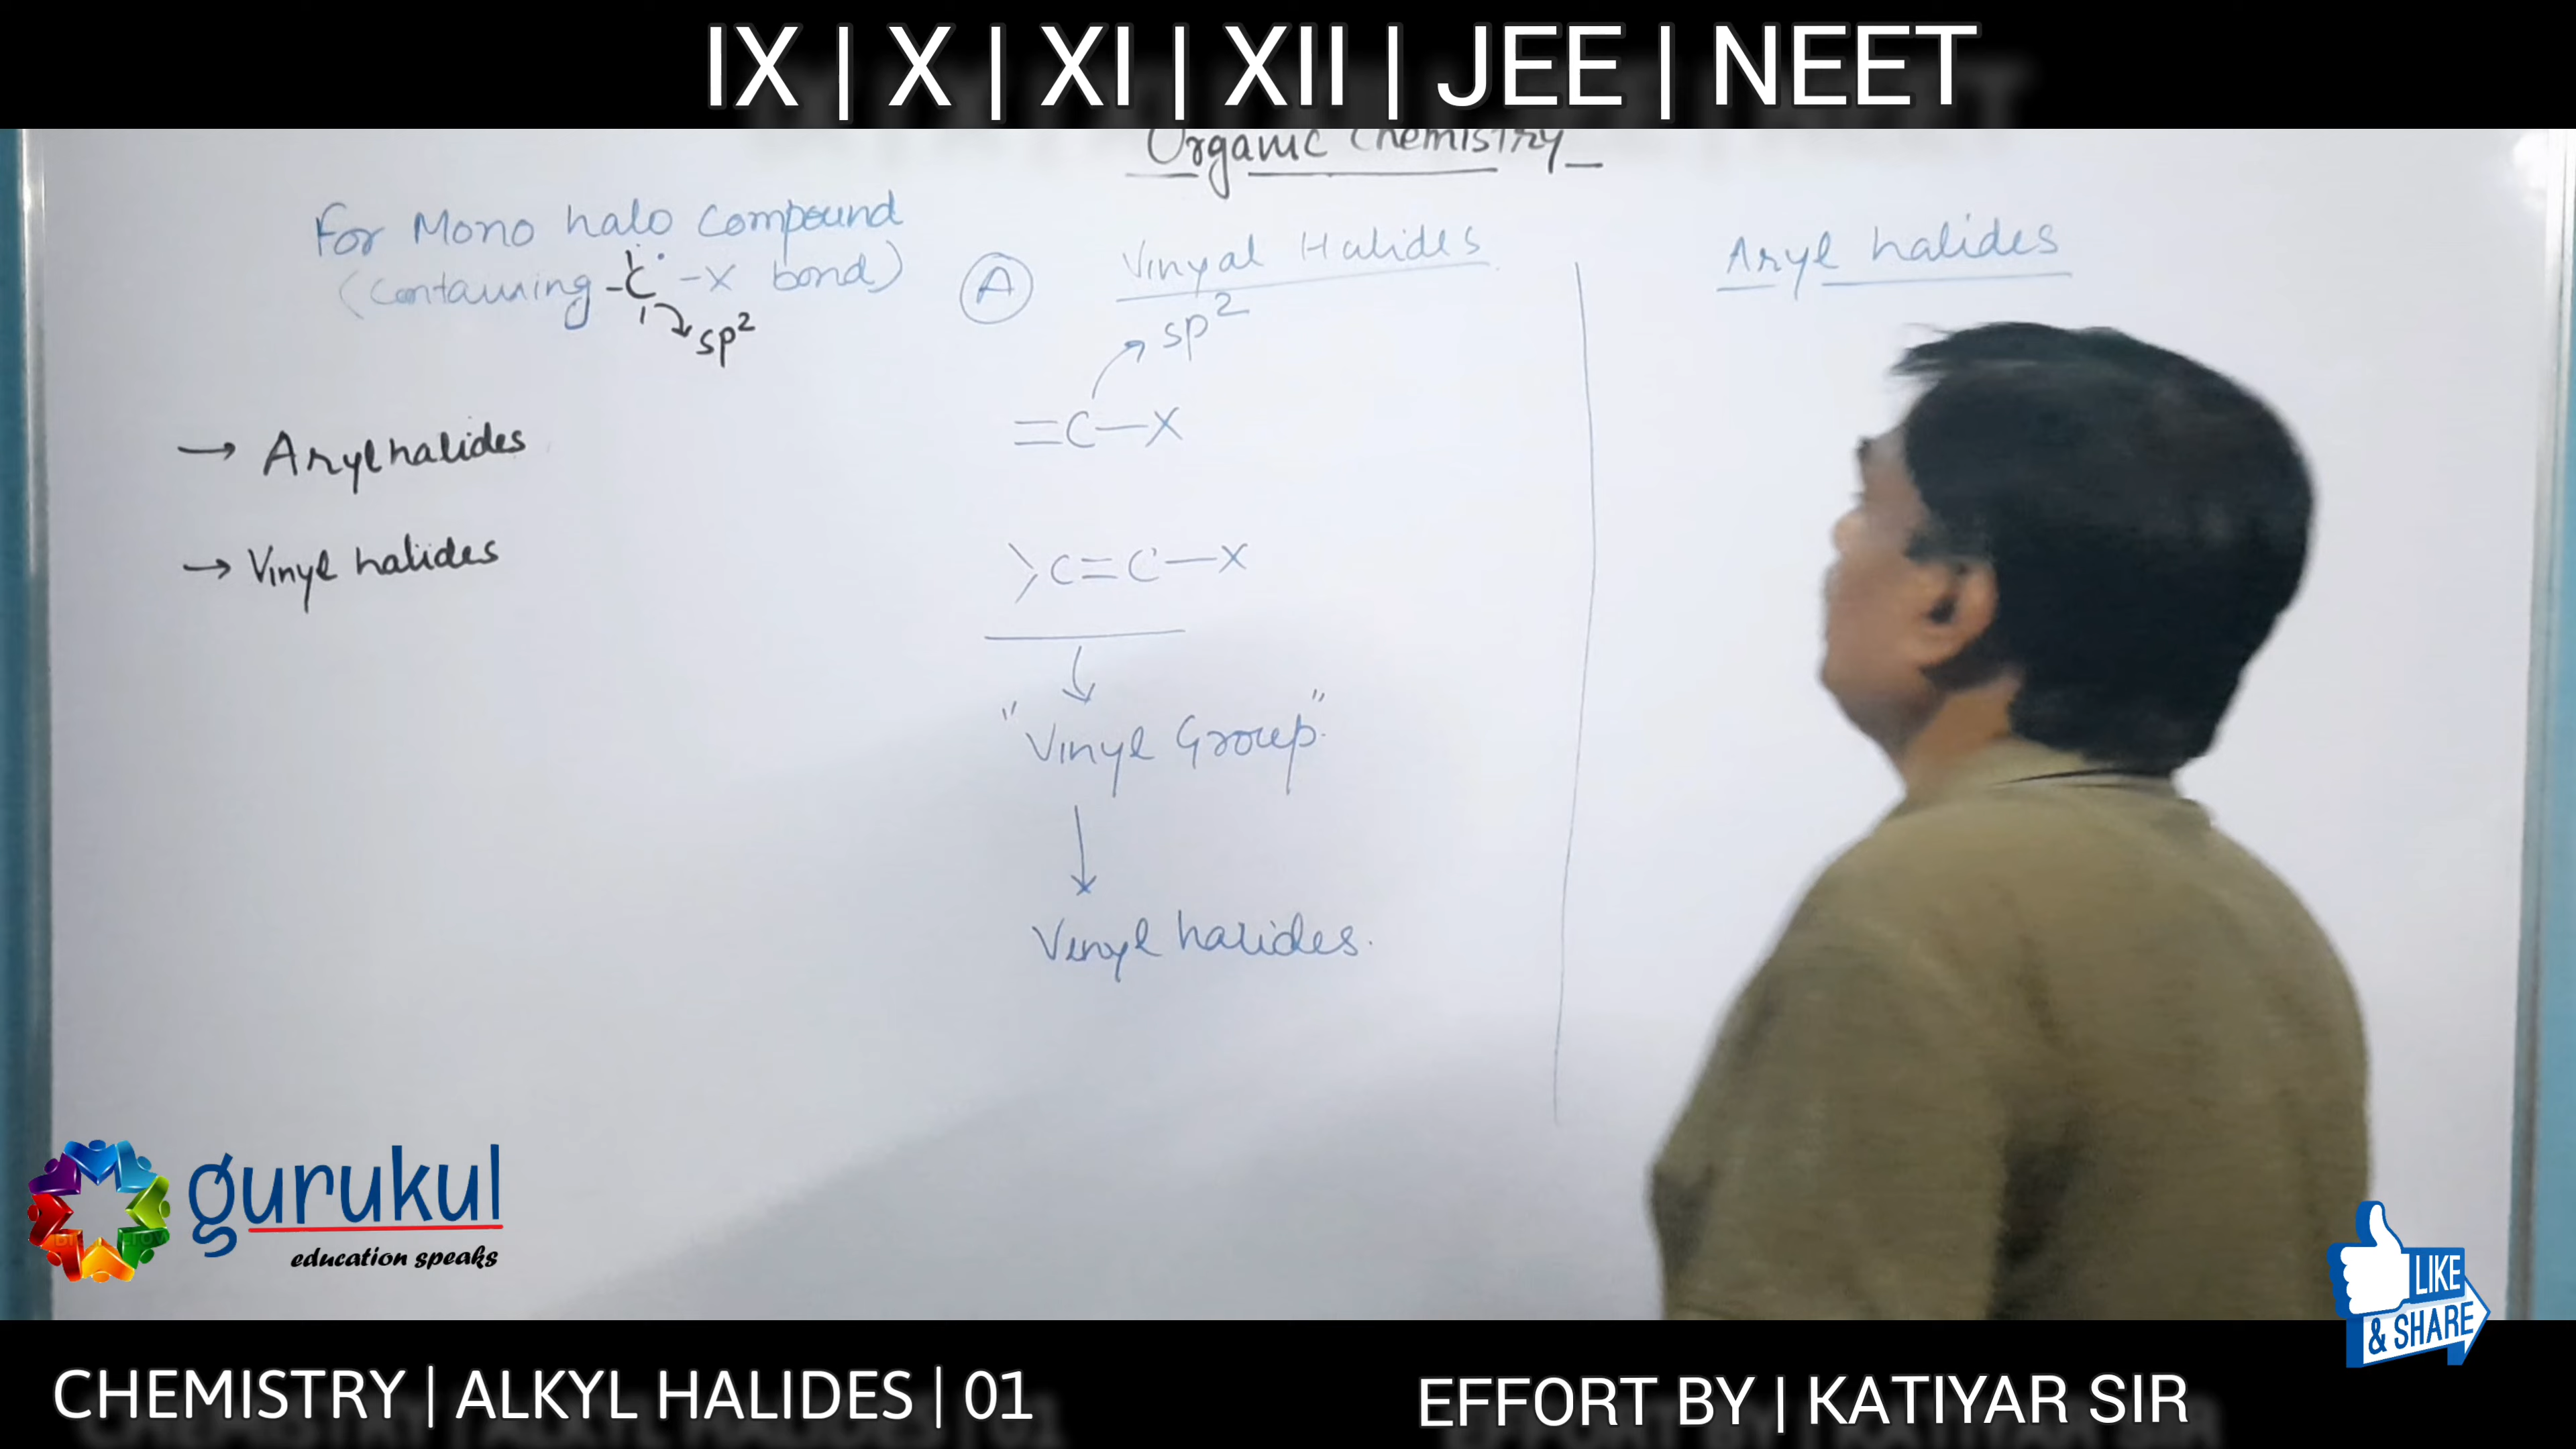 IX | X | XI | XII | JEE | NEET
Organic Chemistry
For Mono halo Compound
(Containing -C-X bond)
sp²
→ Arylhalides
→ Vinyl halides
A Vinyal Halides
sp²
=C-X
>C=C-X
"Vinyl Group"
Vinyl halides.
Aryl halides
gurukul
education speaks
LIKE
& SHARE
CHEMISTRY | ALKYL HALIDES | 01
EFFORT BY | KATIYAR SIR